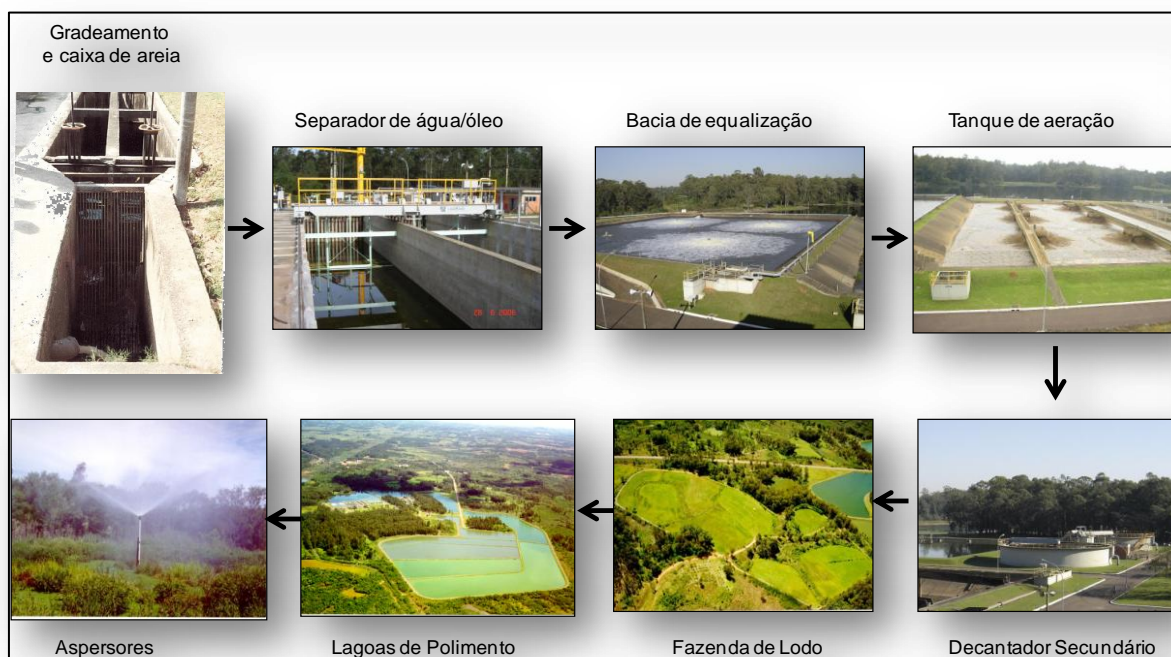 Gradeamento
e caixa de areia
Separador de água/óleo
Bacia de equalização
Tanque de aeração
Aspersores
Lagoas de Polimento
Fazenda de Lodo
Decantador Secundário